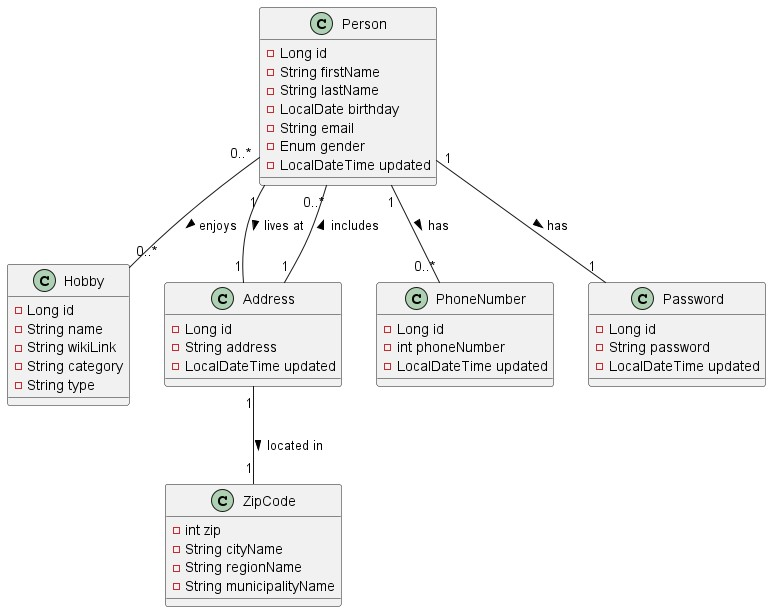 C Person
Long id
String firstName
String lastName
LocalDate birthday
String email
Enum gender
LocalDateTime updated
0..*
1
0..*
1
1
enjoys
lives at
includes
has
has
0..*
1
1
0..*
1
C Hobby
Long id
String name
String wikiLink
String category
String type
C Address
Long id
String address
LocalDateTime updated
C PhoneNumber
Long id
int phoneNumber
LocalDateTime updated
C Password
Long id
String password
LocalDateTime updated
1
located in
1
C ZipCode
int zip
String cityName
String regionName
String municipalityName